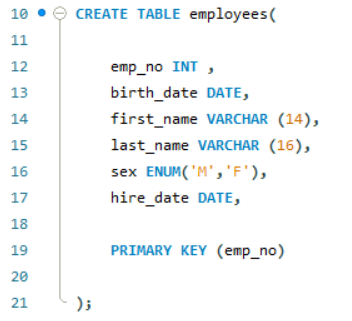 10 CREATE TABLE employees(
11
12 emp_no INT ,
13 birth_date DATE,
14 first_name VARCHAR (14),
15 last_name VARCHAR (16),
16 sex ENUM('M','F'),
17 hire_date DATE,
18
19 PRIMARY KEY (emp_no)
20
21 );